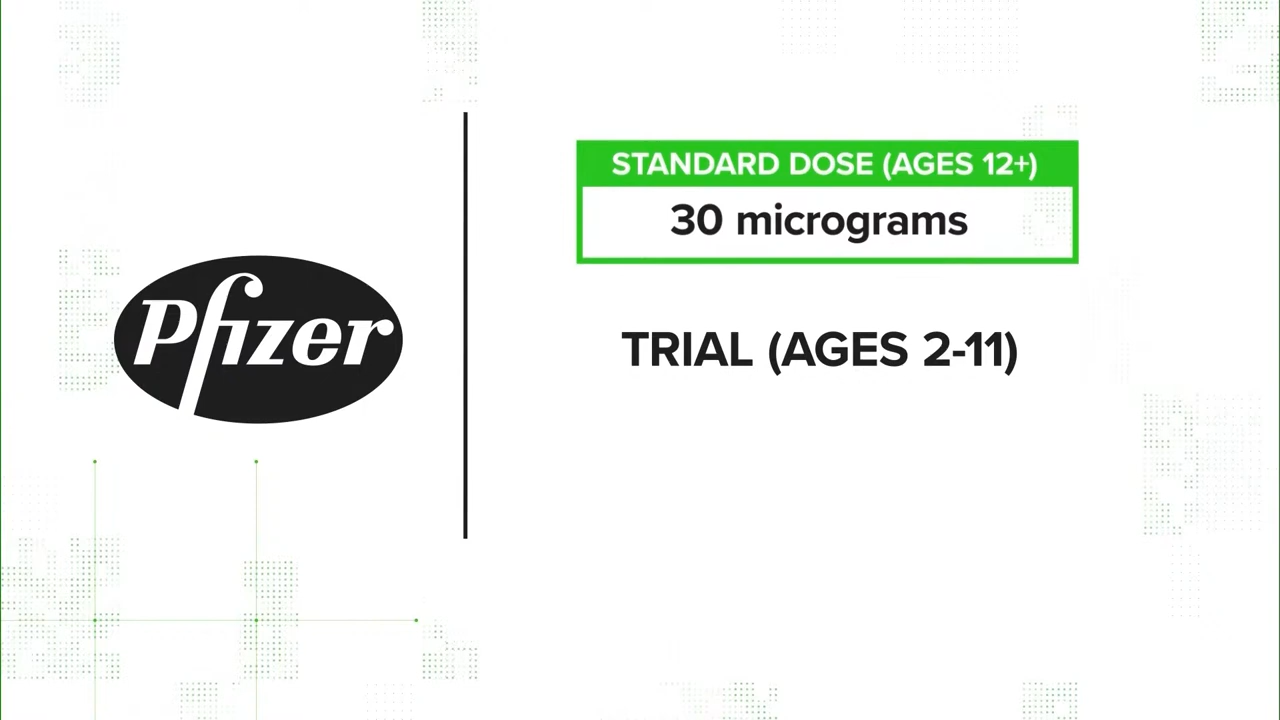 Pfizer
STANDARD DOSE (AGES 12+)
30 micrograms
TRIAL (AGES 2-11)